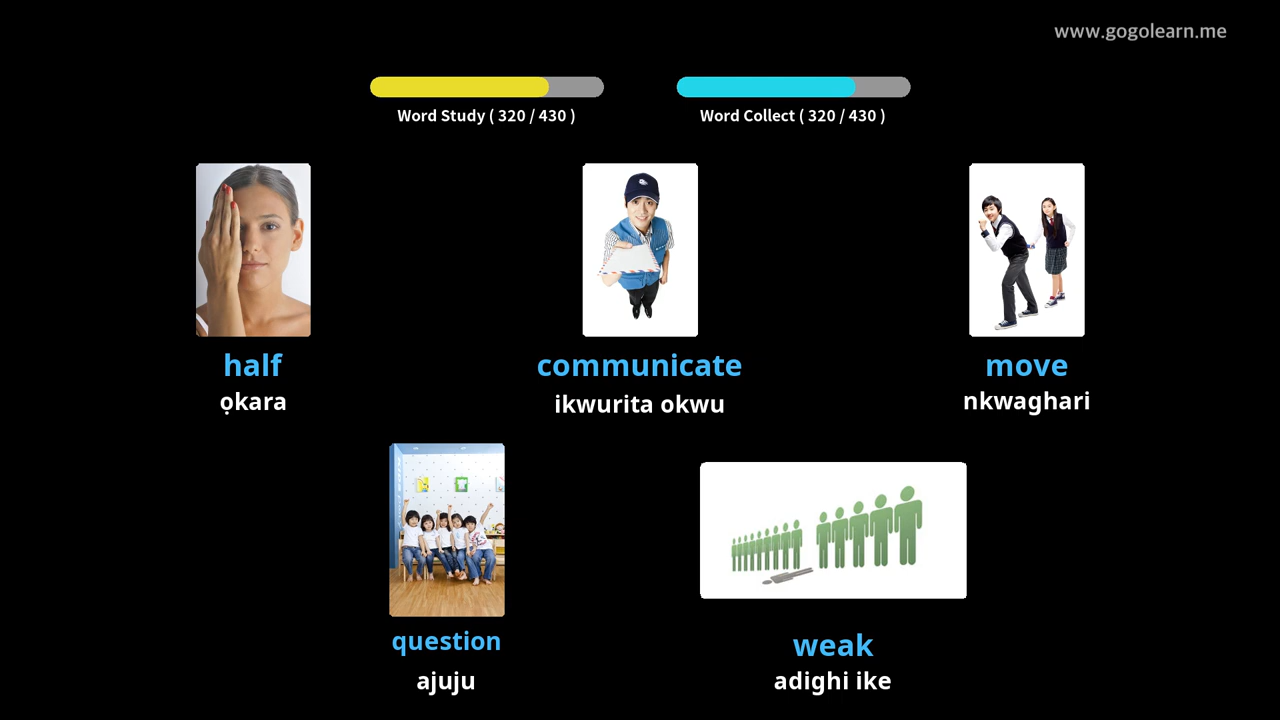 www.gogolearn.me
Word Study ( 320 / 430 )
Word Collect ( 320 / 430 )
half
ọkara
communicate
ikwurita okwu
move
nkwaghari
question
ajuju
weak
adighi ike